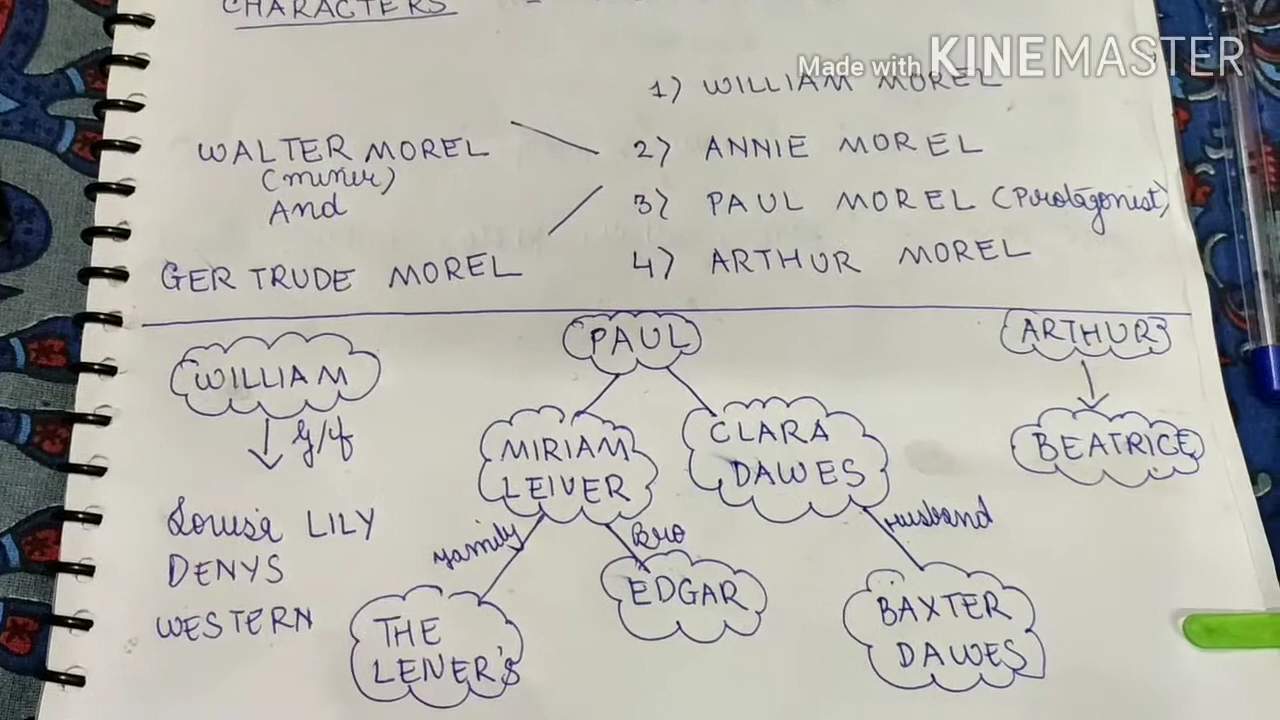 CHARACTERS
Made with KINEMASTER
1) WILLIAM MOREL
WALTER MOREL
(miner)
And
GERTRUDE MOREL
2) ANNIE MOREL
3) PAUL MOREL (Protagonist)
4) ARTHUR MOREL
WILLIAM
g/f
Louisa LILY
DENYS
WESTERN
PAUL
MIRIAM
LEIVER
family
Bro
THE
LENER'S
EDGAR
CLARA
DAWES
Husband
BAXTER
DAWES
ARTHUR
BEATRICE